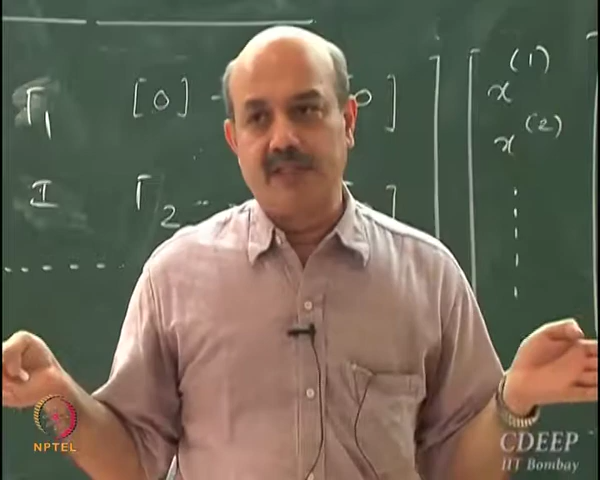 Γ₁ [0] - 0] x⁽¹⁾
x⁽²⁾
I Γ₂ - - ]
NPTEL
CDEEP
IIT Bombay